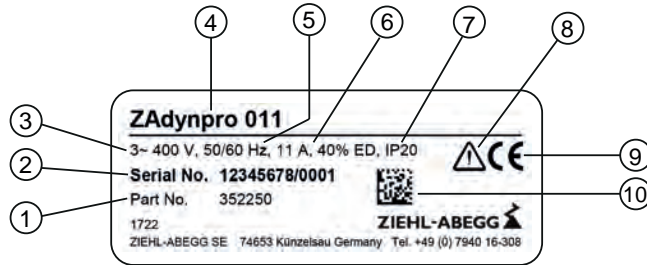 4 5 6 7 8
ZAdynpro 011
3 3~ 400 V, 50/60 Hz, 11 A, 40% ED, IP20 CE 9
2 Serial No. 12345678/0001
1 Part No. 352250 10
1722 ZIEHL-ABEGG
ZIEHL-ABEGG SE 74653 Künzelsau Germany Tel. +49 (0) 7940 16-308